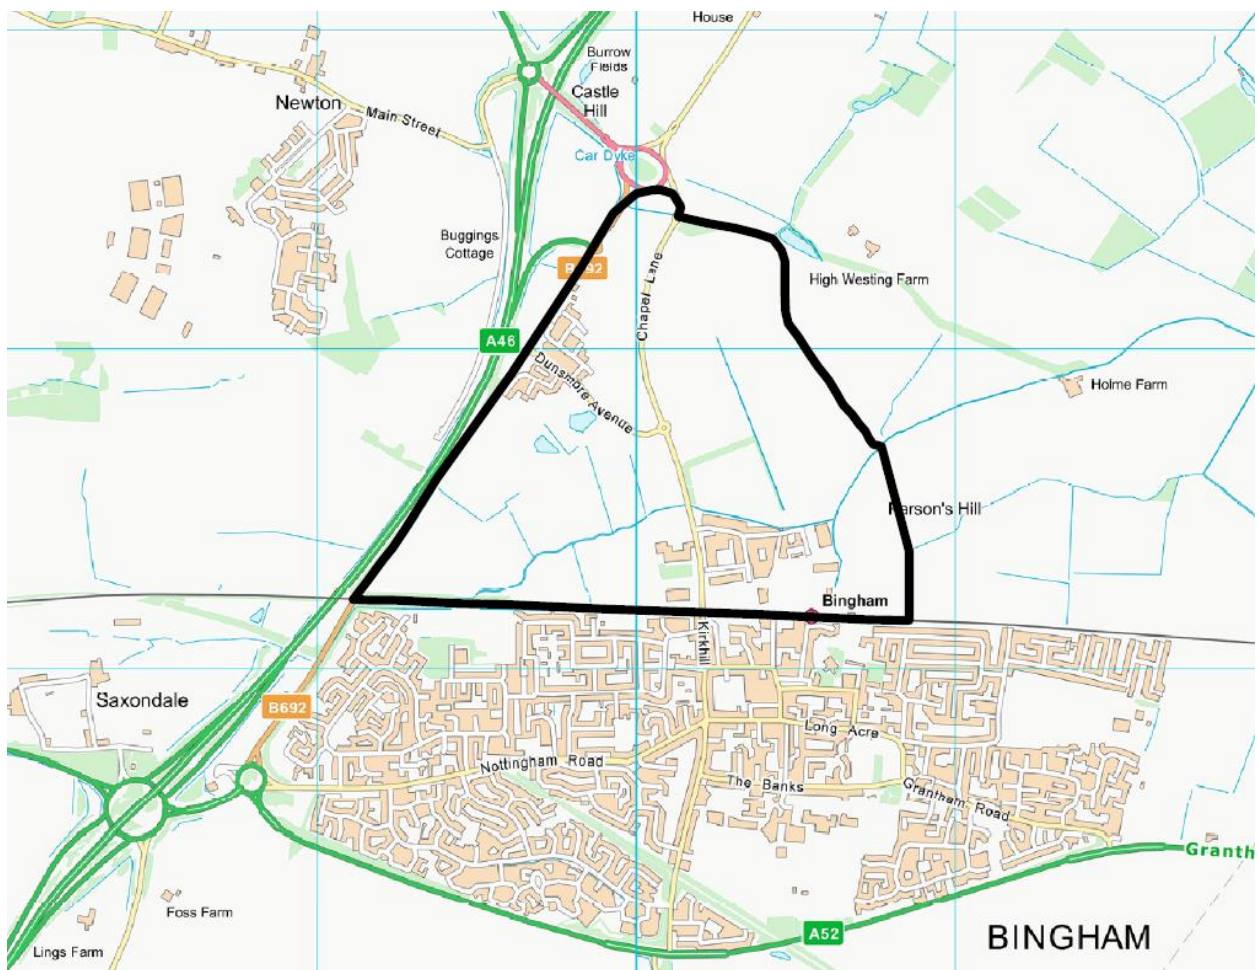 House
Burrow
Fields
Castle
Hill
Newton
Main Street
Car Dyke
Buggings
Cottage
Chapel Lane
B692
High Westing Farm
A46
Dunsmore Avenue
Holme Farm
Parson's Hill
Bingham
Kirkhill
Saxondale
B692
Long Acre
Nottingham Road
The Banks
Grantham Road
Granth
Foss Farm
A52
BINGHAM
Lings Farm